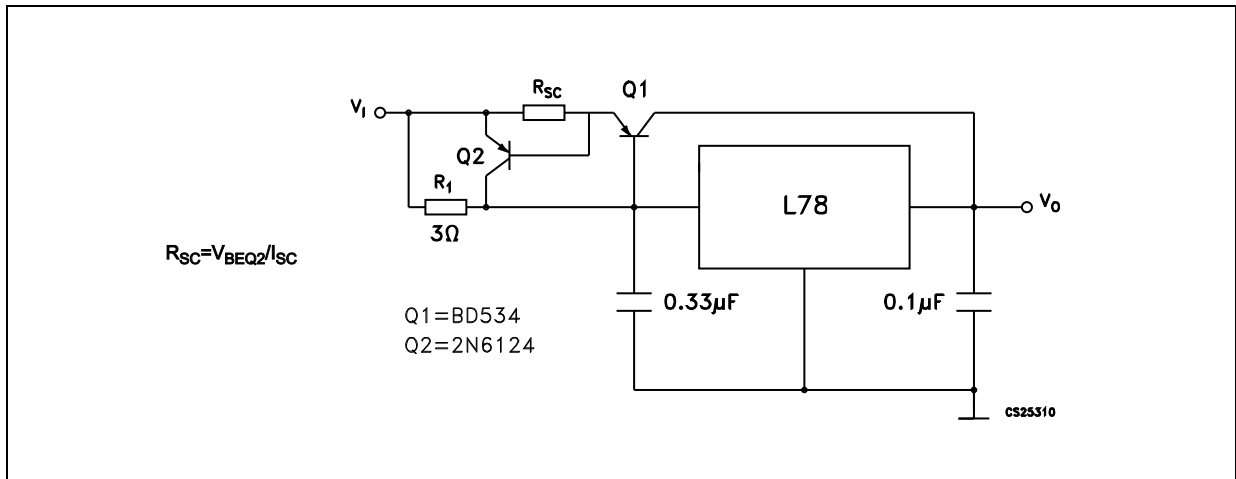 R_SC
Q1
V_I
Q2
R_1
3Ω
L78
V_O
R_SC=V_BEQ2/I_SC
0.33µF
0.1µF
Q1=BD534
Q2=2N6124
CS25310